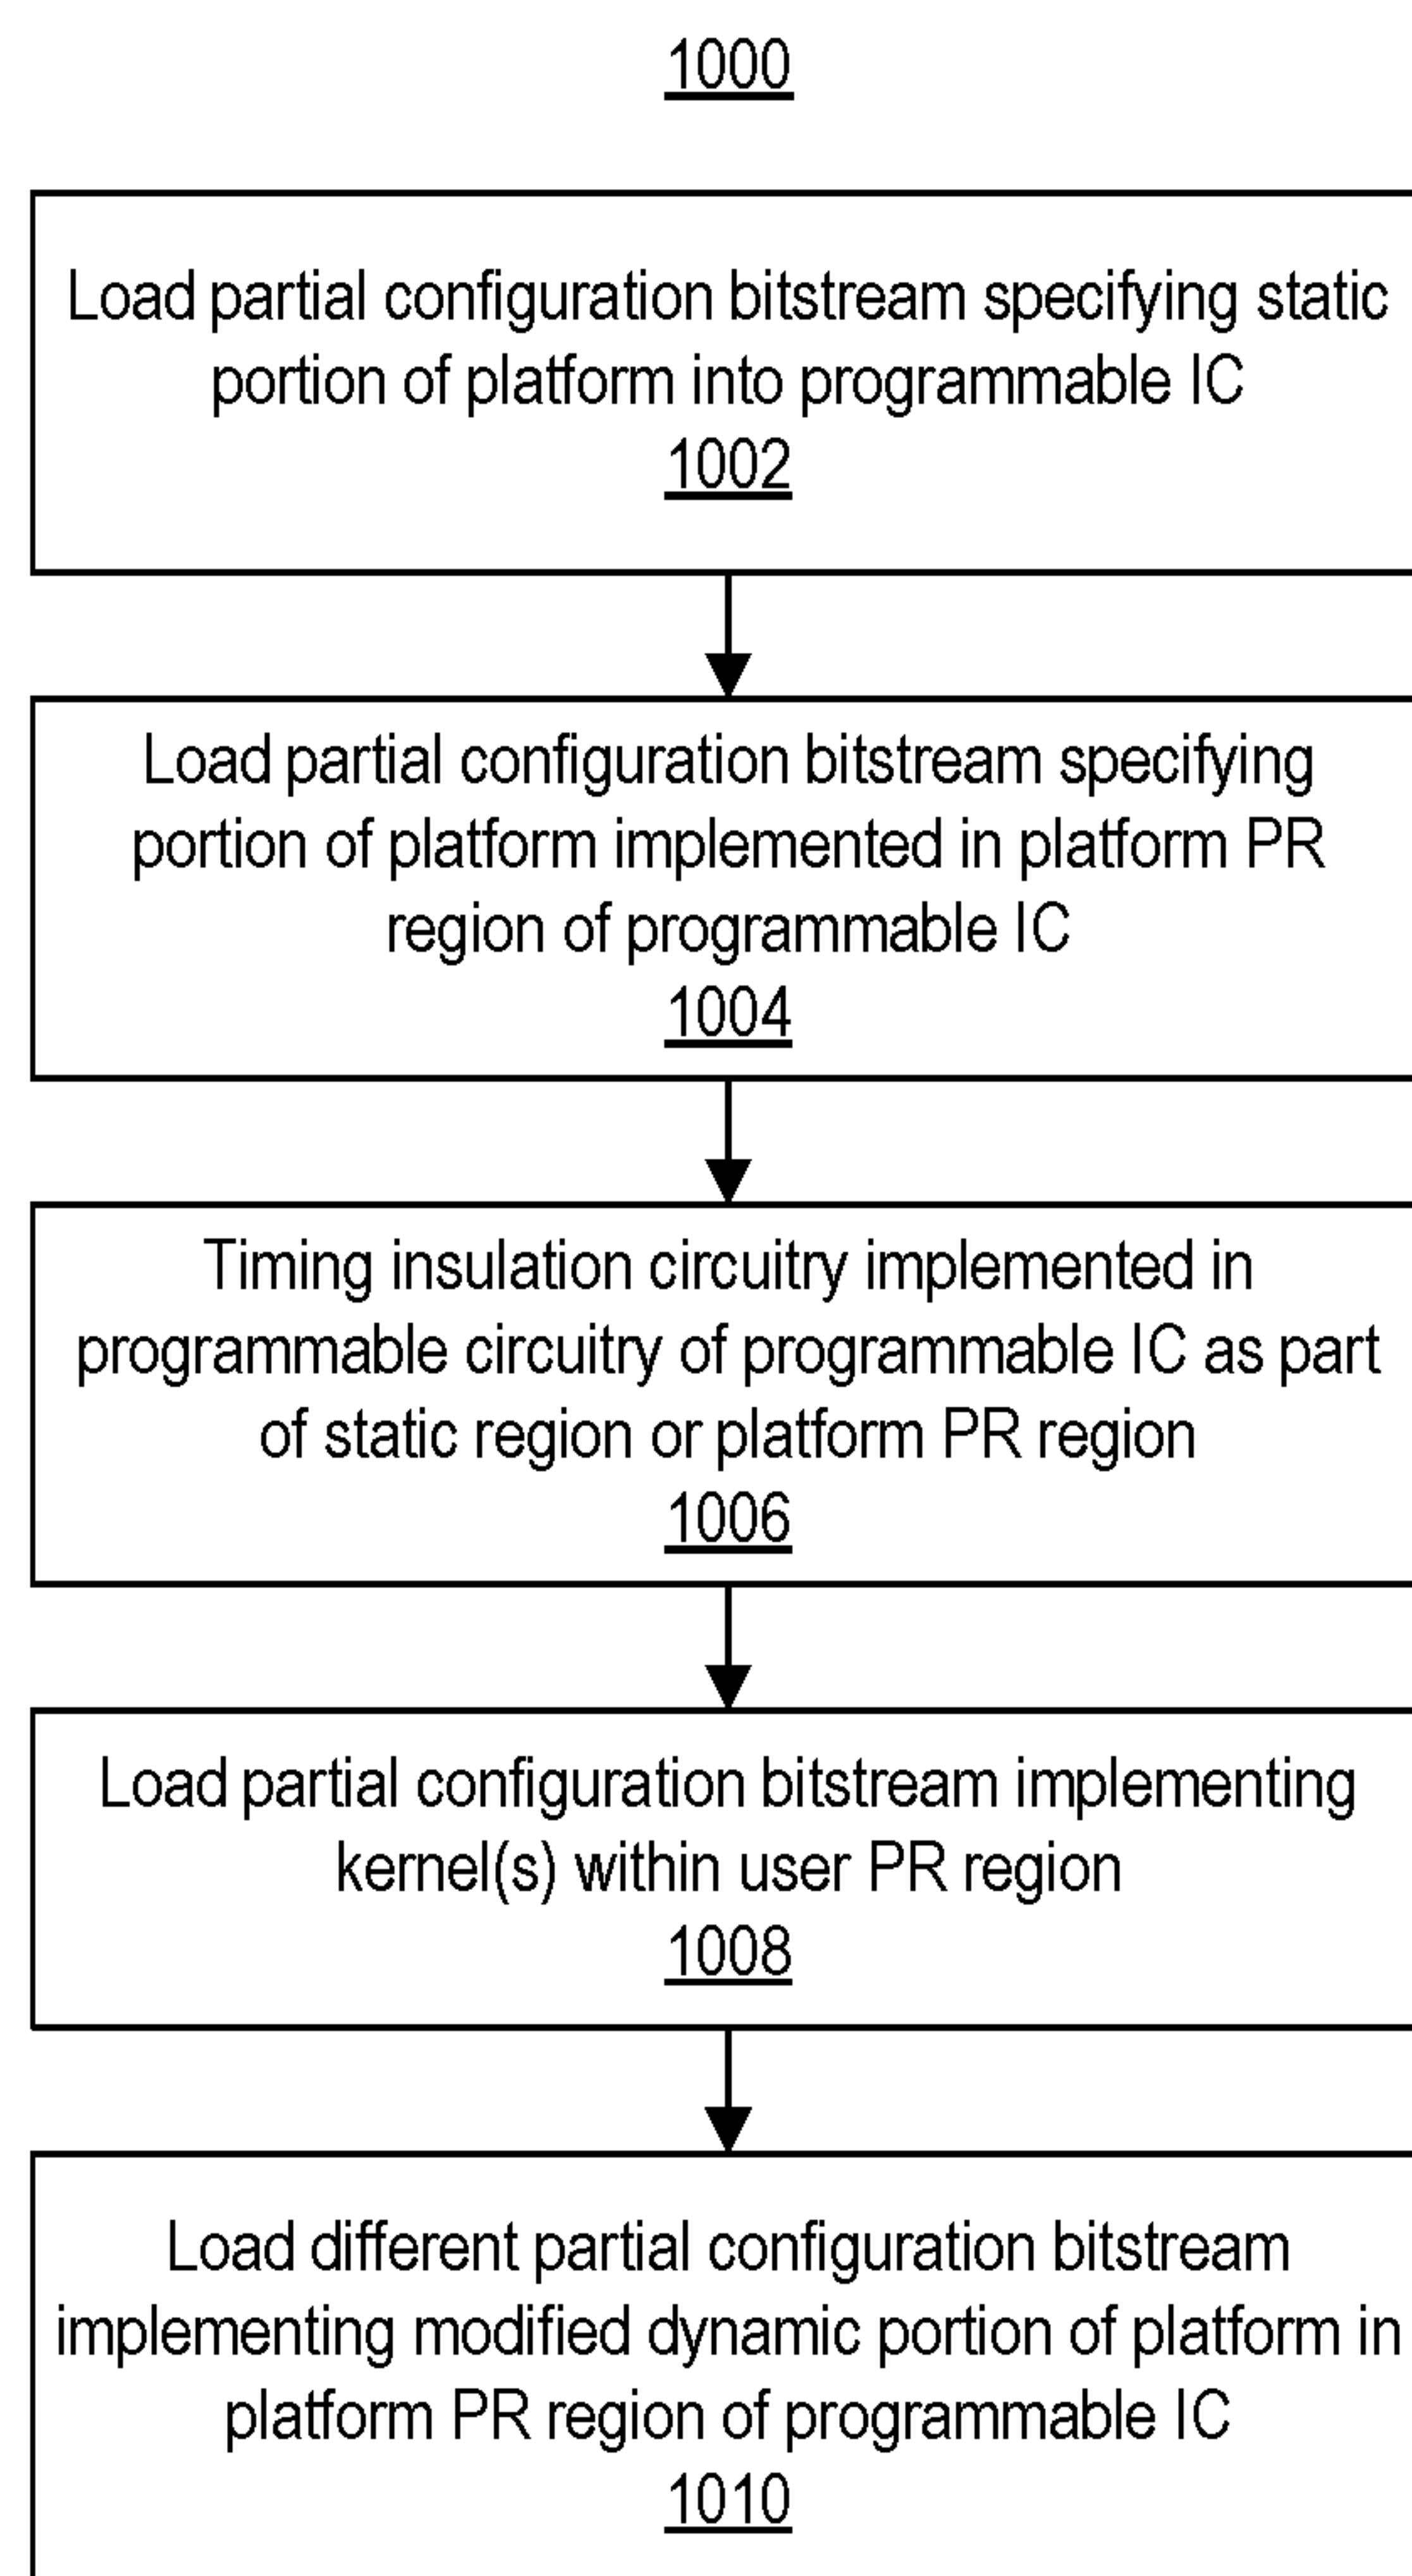 1000
Load partial configuration bitstream specifying static
portion of platform into programmable IC
1002
Load partial configuration bitstream specifying
portion of platform implemented in platform PR
region of programmable IC
1004
Timing insulation circuitry implemented in
programmable circuitry of programmable IC as part
of static region or platform PR region
1006
Load partial configuration bitstream implementing
kernel(s) within user PR region
1008
Load different partial configuration bitstream
implementing modified dynamic portion of platform in
platform PR region of programmable IC
1010